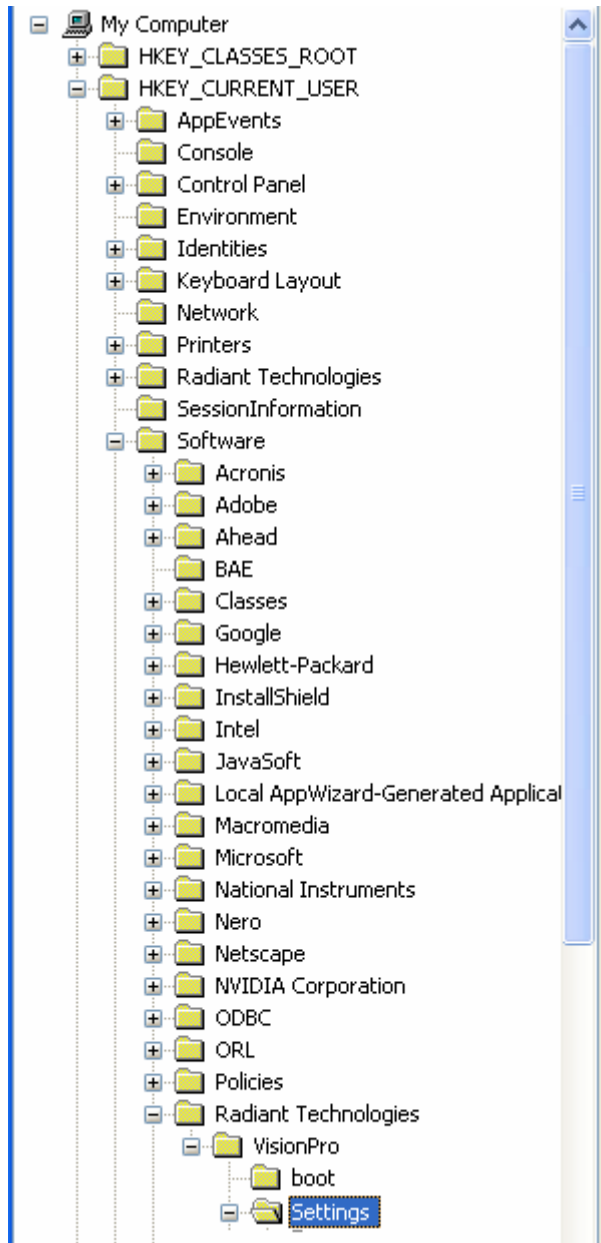 My Computer
HKEY_CLASSES_ROOT
HKEY_CURRENT_USER
AppEvents
Console
Control Panel
Environment
Identities
Keyboard Layout
Network
Printers
Radiant Technologies
SessionInformation
Software
Acronis
Adobe
Ahead
BAE
Classes
Google
Hewlett-Packard
InstallShield
Intel
JavaSoft
Local AppWizard-Generated Applicat
Macromedia
Microsoft
National Instruments
Nero
Netscape
NVIDIA Corporation
ODBC
ORL
Policies
Radiant Technologies
VisionPro
boot
Settings